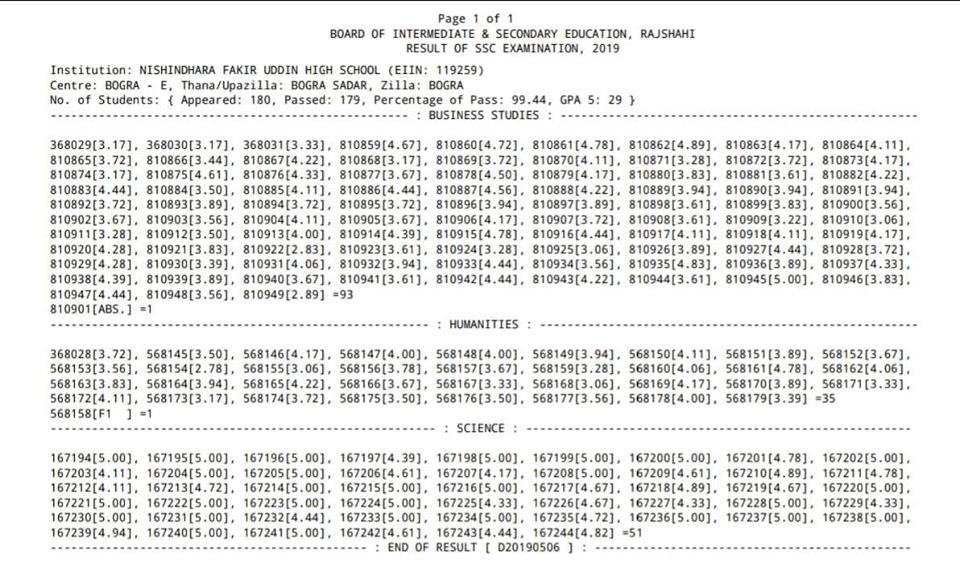 Page 1 of 1
BOARD OF INTERMEDIATE & SECONDARY EDUCATION, RAJSHAHI
RESULT OF SSC EXAMINATION, 2019
Institution: NISHINDHARA FAKIR UDDIN HIGH SCHOOL (EIIN: 119259)
Centre: BOGRA - E, Thana/Upazilla: BOGRA SADAR, Zilla: BOGRA
No. of Students: { Appeared: 180, Passed: 179, Percentage of Pass: 99.44, GPA 5: 29 }
------------------------------------------------- : BUSINESS STUDIES : -------------------------------------------------
368029[3.17], 368030[3.17], 368031[3.33], 810859[4.67], 810860[4.72], 810861[4.78], 810862[4.89], 810863[4.17], 810864[4.11],
810865[3.72], 810866[3.44], 810867[4.22], 810868[3.17], 810869[3.72], 810870[4.11], 810871[3.28], 810872[3.72], 810873[4.17],
810874[3.17], 810875[4.61], 810876[4.33], 810877[3.67], 810878[4.50], 810879[4.17], 810880[3.83], 810881[3.61], 810882[4.22],
810883[4.44], 810884[3.50], 810885[4.11], 810886[4.44], 810887[4.56], 810888[4.22], 810889[3.94], 810890[3.94], 810891[3.94],
810892[3.72], 810893[3.89], 810894[3.72], 810895[3.72], 810896[3.94], 810897[3.89], 810898[3.61], 810899[3.83], 810900[3.56],
810902[3.67], 810903[3.56], 810904[4.11], 810905[3.67], 810906[4.17], 810907[3.72], 810908[3.61], 810909[3.22], 810910[3.06],
810911[3.28], 810912[3.50], 810913[4.00], 810914[4.39], 810915[4.78], 810916[4.44], 810917[4.11], 810918[4.11], 810919[4.17],
810920[4.28], 810921[3.83], 810922[2.83], 810923[3.61], 810924[3.28], 810925[3.06], 810926[3.89], 810927[4.44], 810928[3.72],
810929[4.28], 810930[3.39], 810931[4.06], 810932[3.94], 810933[4.44], 810934[3.56], 810935[4.83], 810936[3.89], 810937[4.33],
810938[4.39], 810939[3.89], 810940[3.67], 810941[3.61], 810942[4.44], 810943[4.22], 810944[3.61], 810945[5.00], 810946[3.83],
810947[4.44], 810948[3.56], 810949[2.89] =93
810901[ABS.] =1
---------------------------------------------------- : HUMANITIES : ----------------------------------------------------
368028[3.72], 568145[3.50], 568146[4.17], 568147[4.00], 568148[4.00], 568149[3.94], 568150[4.11], 568151[3.89], 568152[3.67],
568153[3.56], 568154[2.78], 568155[3.06], 568156[3.78], 568157[3.67], 568159[3.28], 568160[4.06], 568161[4.78], 568162[4.06],
568163[3.83], 568164[3.94], 568165[4.22], 568166[3.67], 568167[3.33], 568168[3.06], 568169[4.17], 568170[3.89], 568171[3.33],
568172[4.11], 568173[3.17], 568174[3.72], 568175[3.50], 568176[3.50], 568177[3.56], 568178[4.00], 568179[3.39] =35
568158[F1  ] =1
----------------------------------------------------- : SCIENCE : -----------------------------------------------------
167194[5.00], 167195[5.00], 167196[5.00], 167197[4.39], 167198[5.00], 167199[5.00], 167200[5.00], 167201[4.78], 167202[5.00],
167203[4.11], 167204[5.00], 167205[5.00], 167206[4.61], 167207[4.17], 167208[5.00], 167209[4.61], 167210[4.89], 167211[4.78],
167212[4.11], 167213[4.72], 167214[5.00], 167215[5.00], 167216[5.00], 167217[4.67], 167218[4.89], 167219[4.67], 167220[5.00],
167221[5.00], 167222[5.00], 167223[5.00], 167224[5.00], 167225[4.33], 167226[4.67], 167227[4.33], 167228[5.00], 167229[4.33],
167230[5.00], 167231[5.00], 167232[4.44], 167233[5.00], 167234[5.00], 167235[4.72], 167236[5.00], 167237[5.00], 167238[5.00],
167239[4.94], 167240[5.00], 167241[5.00], 167242[4.61], 167243[4.44], 167244[4.82] =51
------------------------------------------- : END OF RESULT [ D20190506 ] : -------------------------------------------